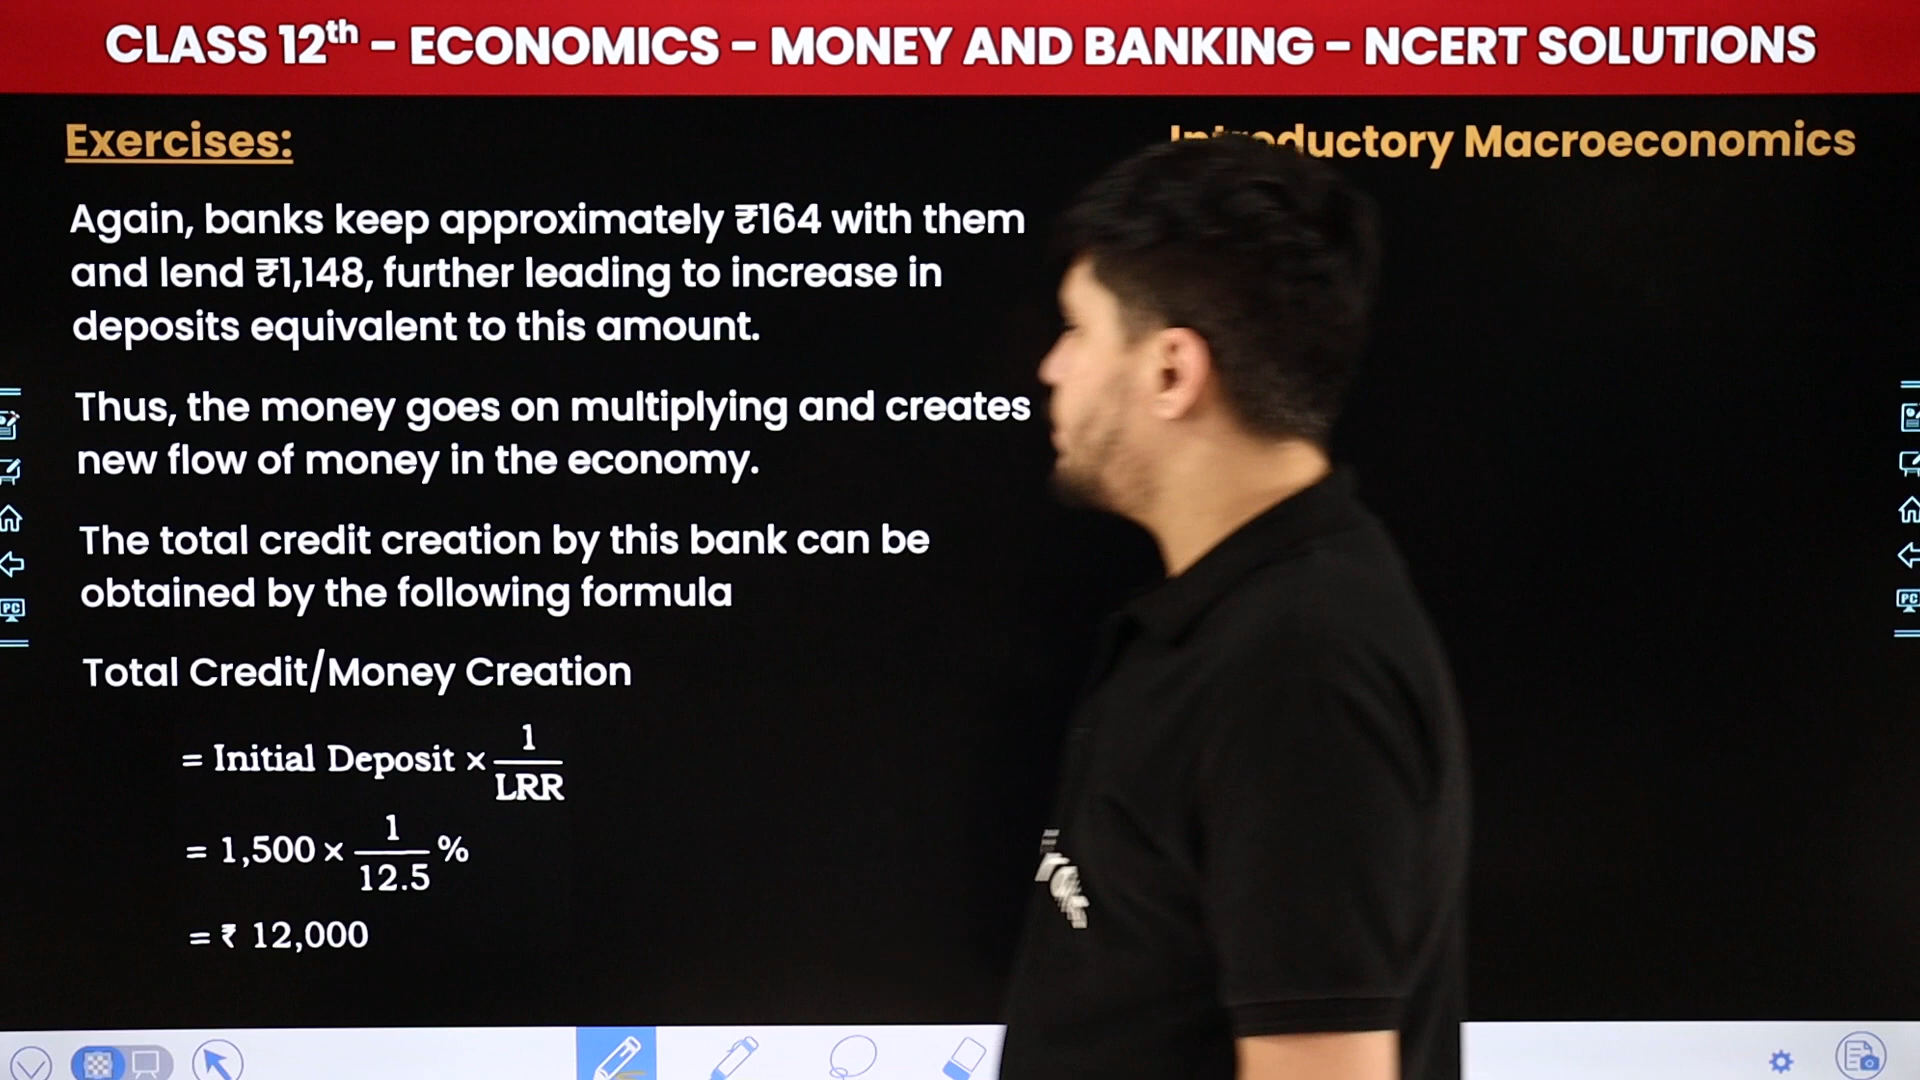 CLASS 12th – ECONOMICS – MONEY AND BANKING – NCERT SOLUTIONS
Exercises:
Introductory Macroeconomics
Again, banks keep approximately ₹164 with them
and lend ₹1,148, further leading to increase in
deposits equivalent to this amount.
Thus, the money goes on multiplying and creates
new flow of money in the economy.
The total credit creation by this bank can be
obtained by the following formula
Total Credit/Money Creation
= Initial Deposit × 1/LRR
= 1,500 × 1/12.5 %
= ₹ 12,000
PC
PC